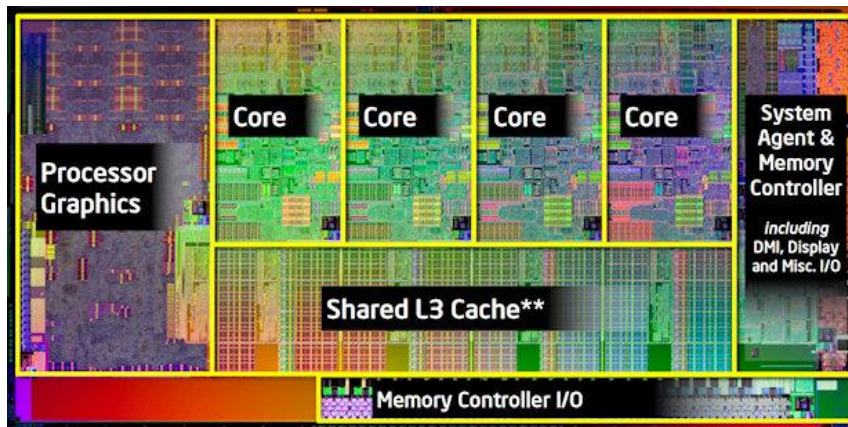 Processor
Graphics
Core
Core
Core
Core
System
Agent &
Memory
Controller
including
DMI, Display
and Misc. I/O
Shared L3 Cache**
Memory Controller I/O